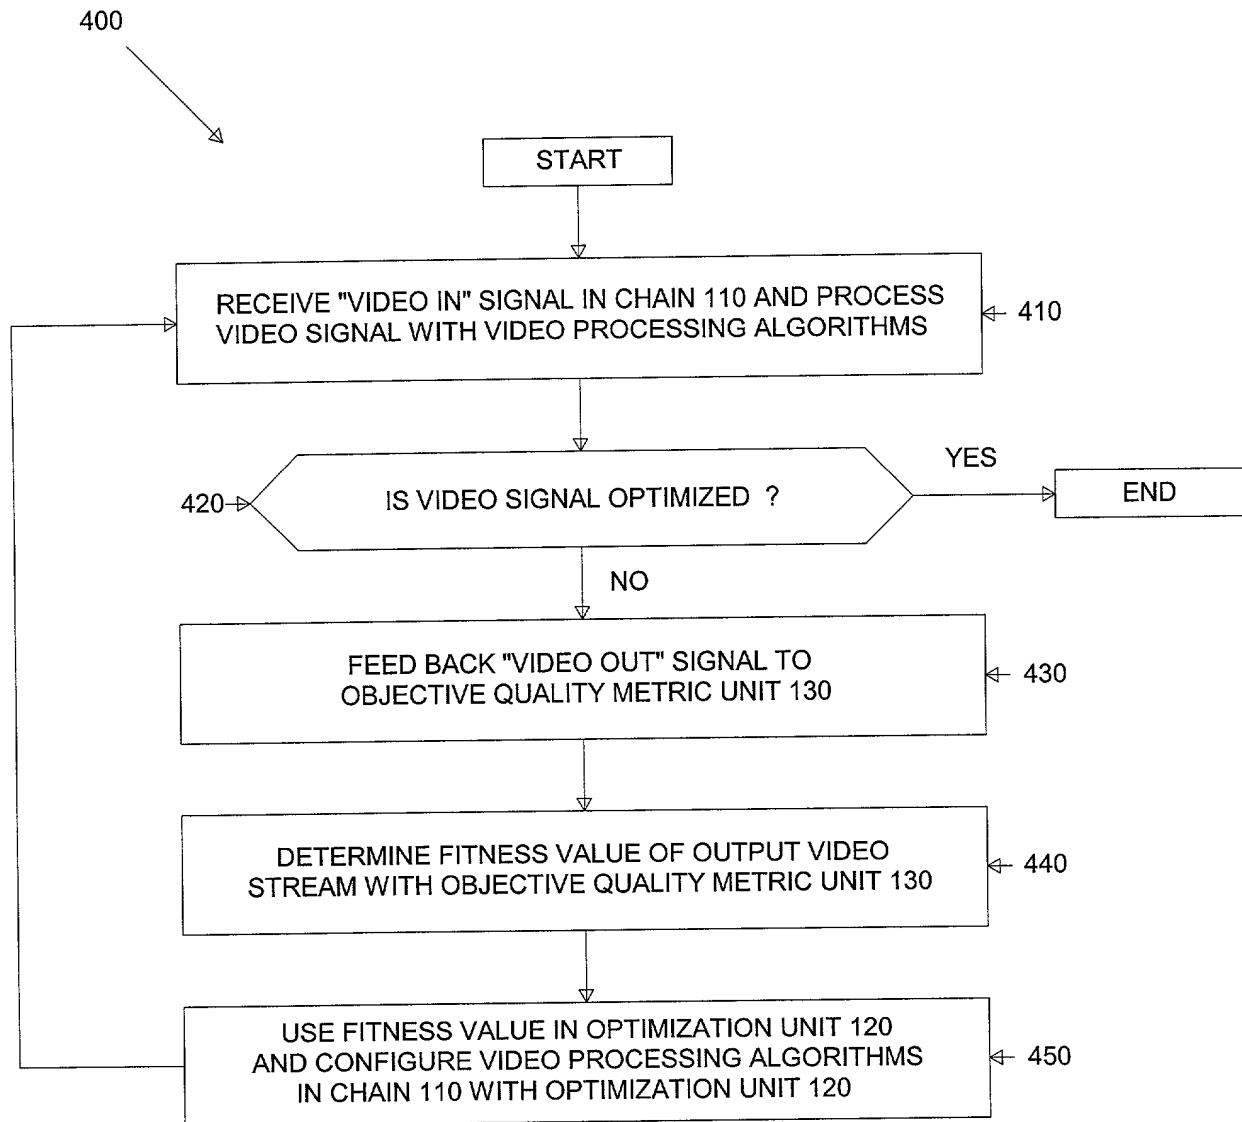 400
START
RECEIVE "VIDEO IN" SIGNAL IN CHAIN 110 AND PROCESS
VIDEO SIGNAL WITH VIDEO PROCESSING ALGORITHMS
410
IS VIDEO SIGNAL OPTIMIZED ?
420
YES
END
NO
FEED BACK "VIDEO OUT" SIGNAL TO
OBJECTIVE QUALITY METRIC UNIT 130
430
DETERMINE FITNESS VALUE OF OUTPUT VIDEO
STREAM WITH OBJECTIVE QUALITY METRIC UNIT 130
440
USE FITNESS VALUE IN OPTIMIZATION UNIT 120
AND CONFIGURE VIDEO PROCESSING ALGORITHMS
IN CHAIN 110 WITH OPTIMIZATION UNIT 120
450